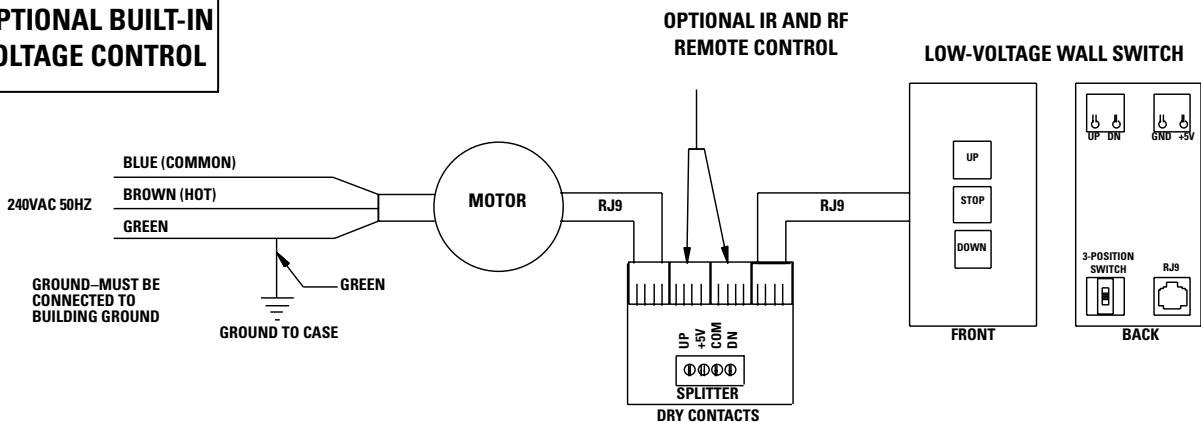 PTIONAL BUILT-IN
OLTAGE CONTROL
OPTIONAL IR AND RF
REMOTE CONTROL
LOW-VOLTAGE WALL SWITCH
240VAC 50HZ
BLUE (COMMON)
BROWN (HOT)
GREEN
GROUND–MUST BE
CONNECTED TO
BUILDING GROUND
GREEN
GROUND TO CASE
MOTOR
RJ9
RJ9
UP
+5V
COM
DN
SPLITTER
DRY CONTACTS
UP
STOP
DOWN
FRONT
UP DN
GND +5V
3-POSITION
SWITCH
RJ9
BACK